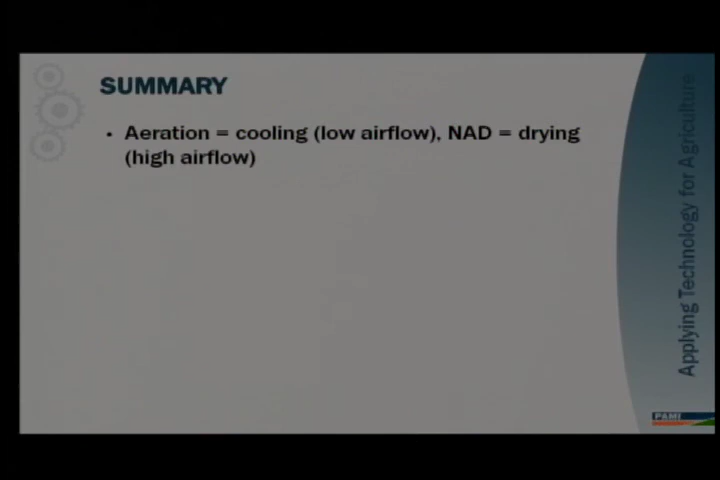 SUMMARY
• Aeration = cooling (low airflow), NAD = drying
(high airflow)
Applying Technology for Agriculture
PAMI